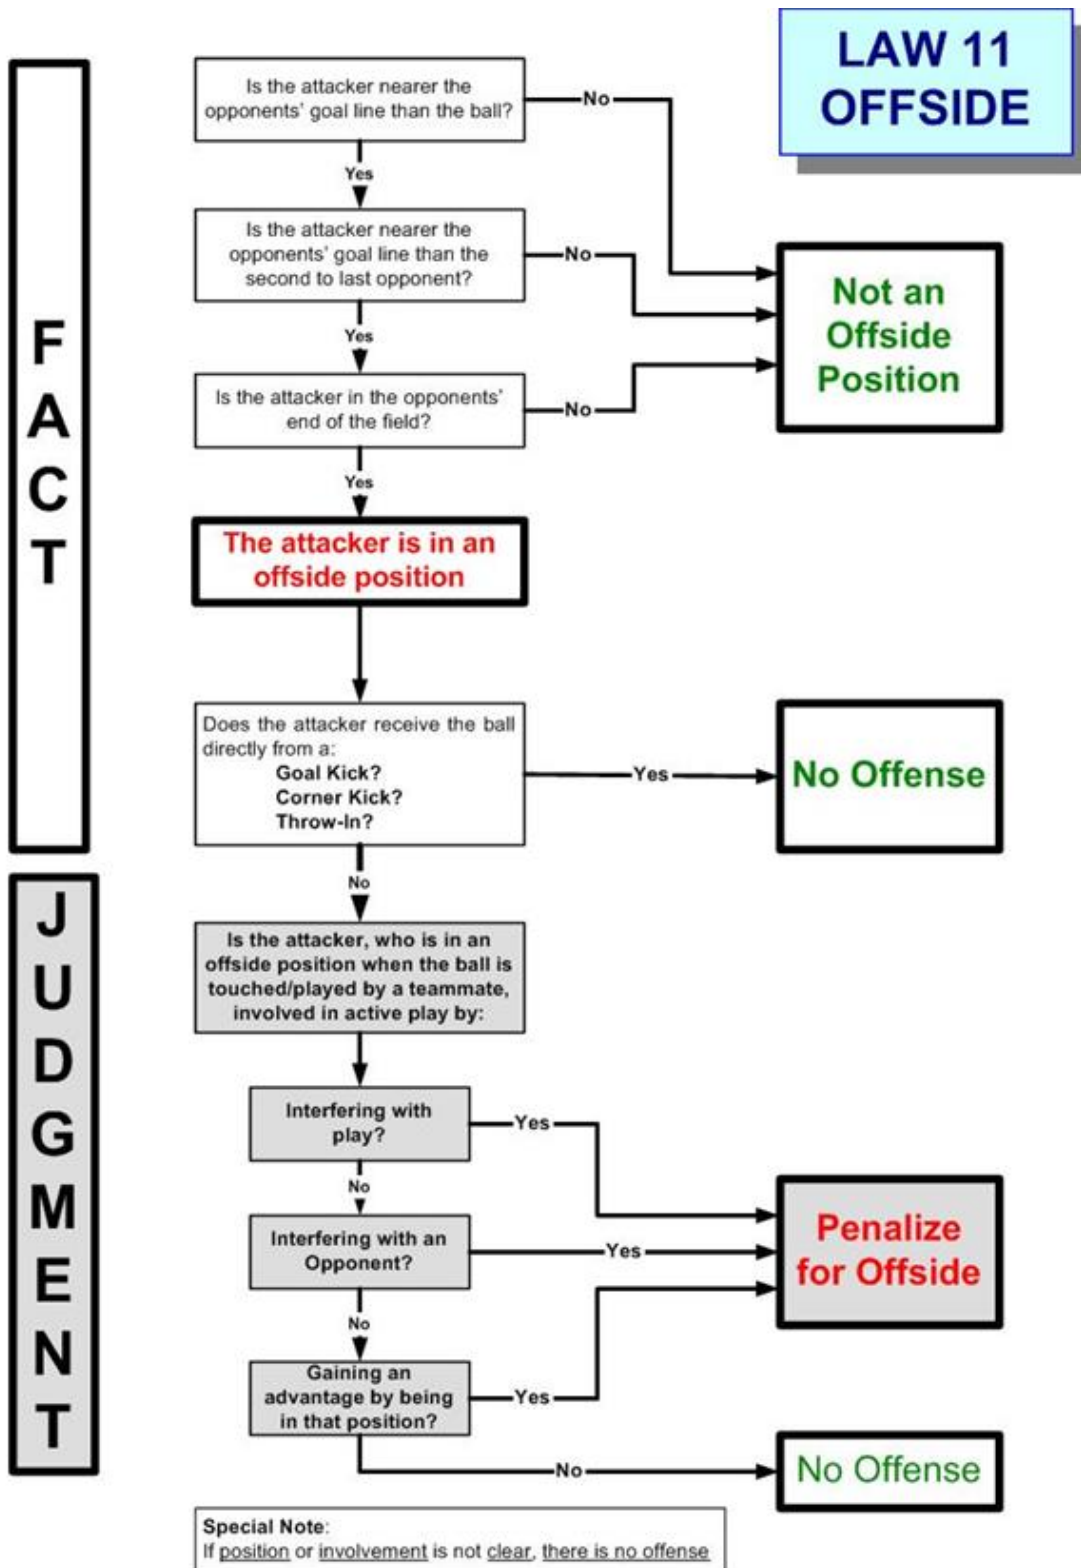 LAW 11
OFFSIDE
F
A
C
T
Is the attacker nearer the
opponents' goal line than the ball?
No
Yes
Is the attacker nearer the
opponents' goal line than the
second to last opponent?
No
Not an
Offside
Position
Yes
Is the attacker in the opponents'
end of the field?
No
Yes
The attacker is in an
offside position
Does the attacker receive the ball
directly from a:
Goal Kick?
Corner Kick?
Throw-In?
Yes
No Offense
No
J
U
D
G
M
E
N
T
Is the attacker, who is in an
offside position when the ball is
touched/played by a teammate,
involved in active play by:
Interfering with
play?
Yes
No
Interfering with an
Opponent?
Yes
Penalize
for Offside
No
Gaining an
advantage by being
in that position?
Yes
No
No Offense
Special Note:
If position or involvement is not clear, there is no offense